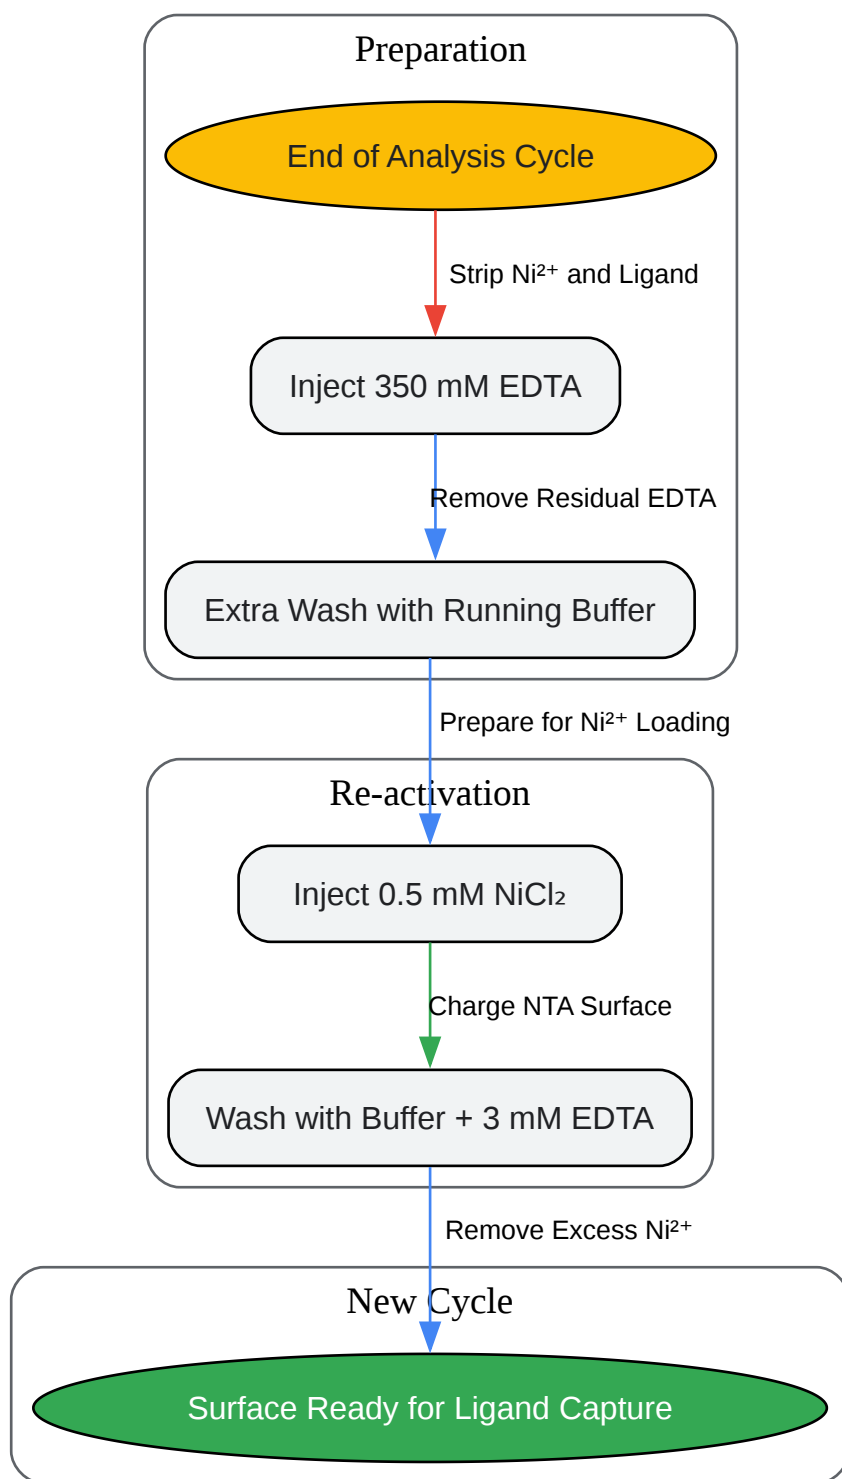 Preparation
End of Analysis Cycle
Strip Ni²⁺ and Ligand
Inject 350 mM EDTA
Remove Residual EDTA
Extra Wash with Running Buffer
Prepare for Ni²⁺ Loading
Re-activation
Inject 0.5 mM NiCl₂
Charge NTA Surface
Wash with Buffer + 3 mM EDTA
Remove Excess Ni²⁺
New Cycle
Surface Ready for Ligand Capture